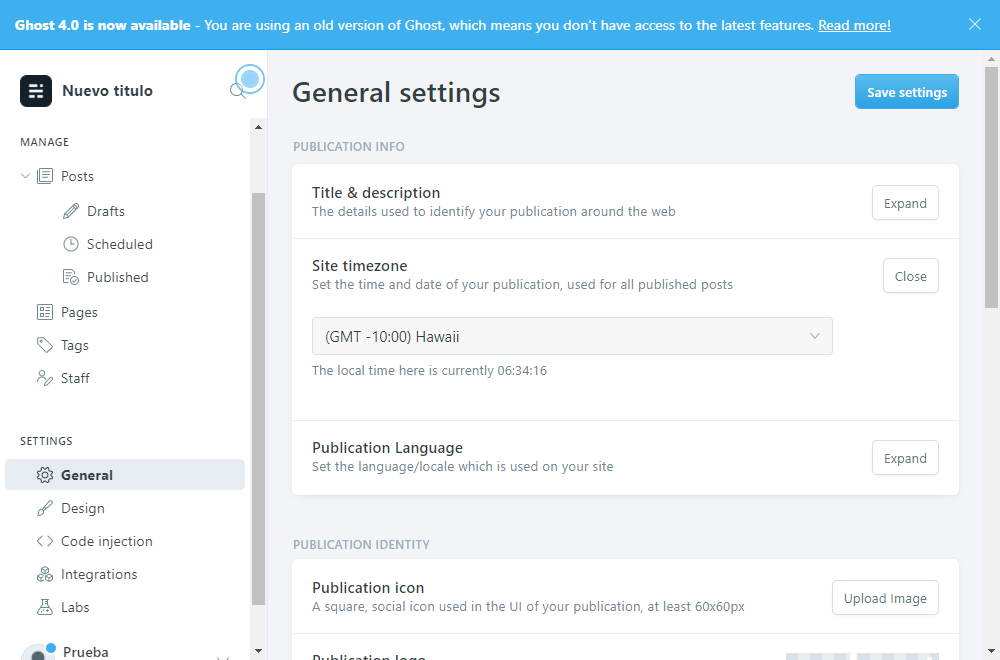 Ghost 4.0 is now available - You are using an old version of Ghost, which means you don't have access to the latest features. Read more!
Nuevo titulo
MANAGE
Posts
Drafts
Scheduled
Published
Pages
Tags
Staff
SETTINGS
General
Design
Code injection
Integrations
Labs
Prueba
General settings
Save settings
PUBLICATION INFO
Title & description
The details used to identify your publication around the web
Expand
Site timezone
Set the time and date of your publication, used for all published posts
Close
(GMT -10:00) Hawaii
The local time here is currently 06:34:16
Publication Language
Set the language/locale which is used on your site
Expand
PUBLICATION IDENTITY
Publication icon
A square, social icon used in the UI of your publication, at least 60x60px
Upload Image
Publication logo